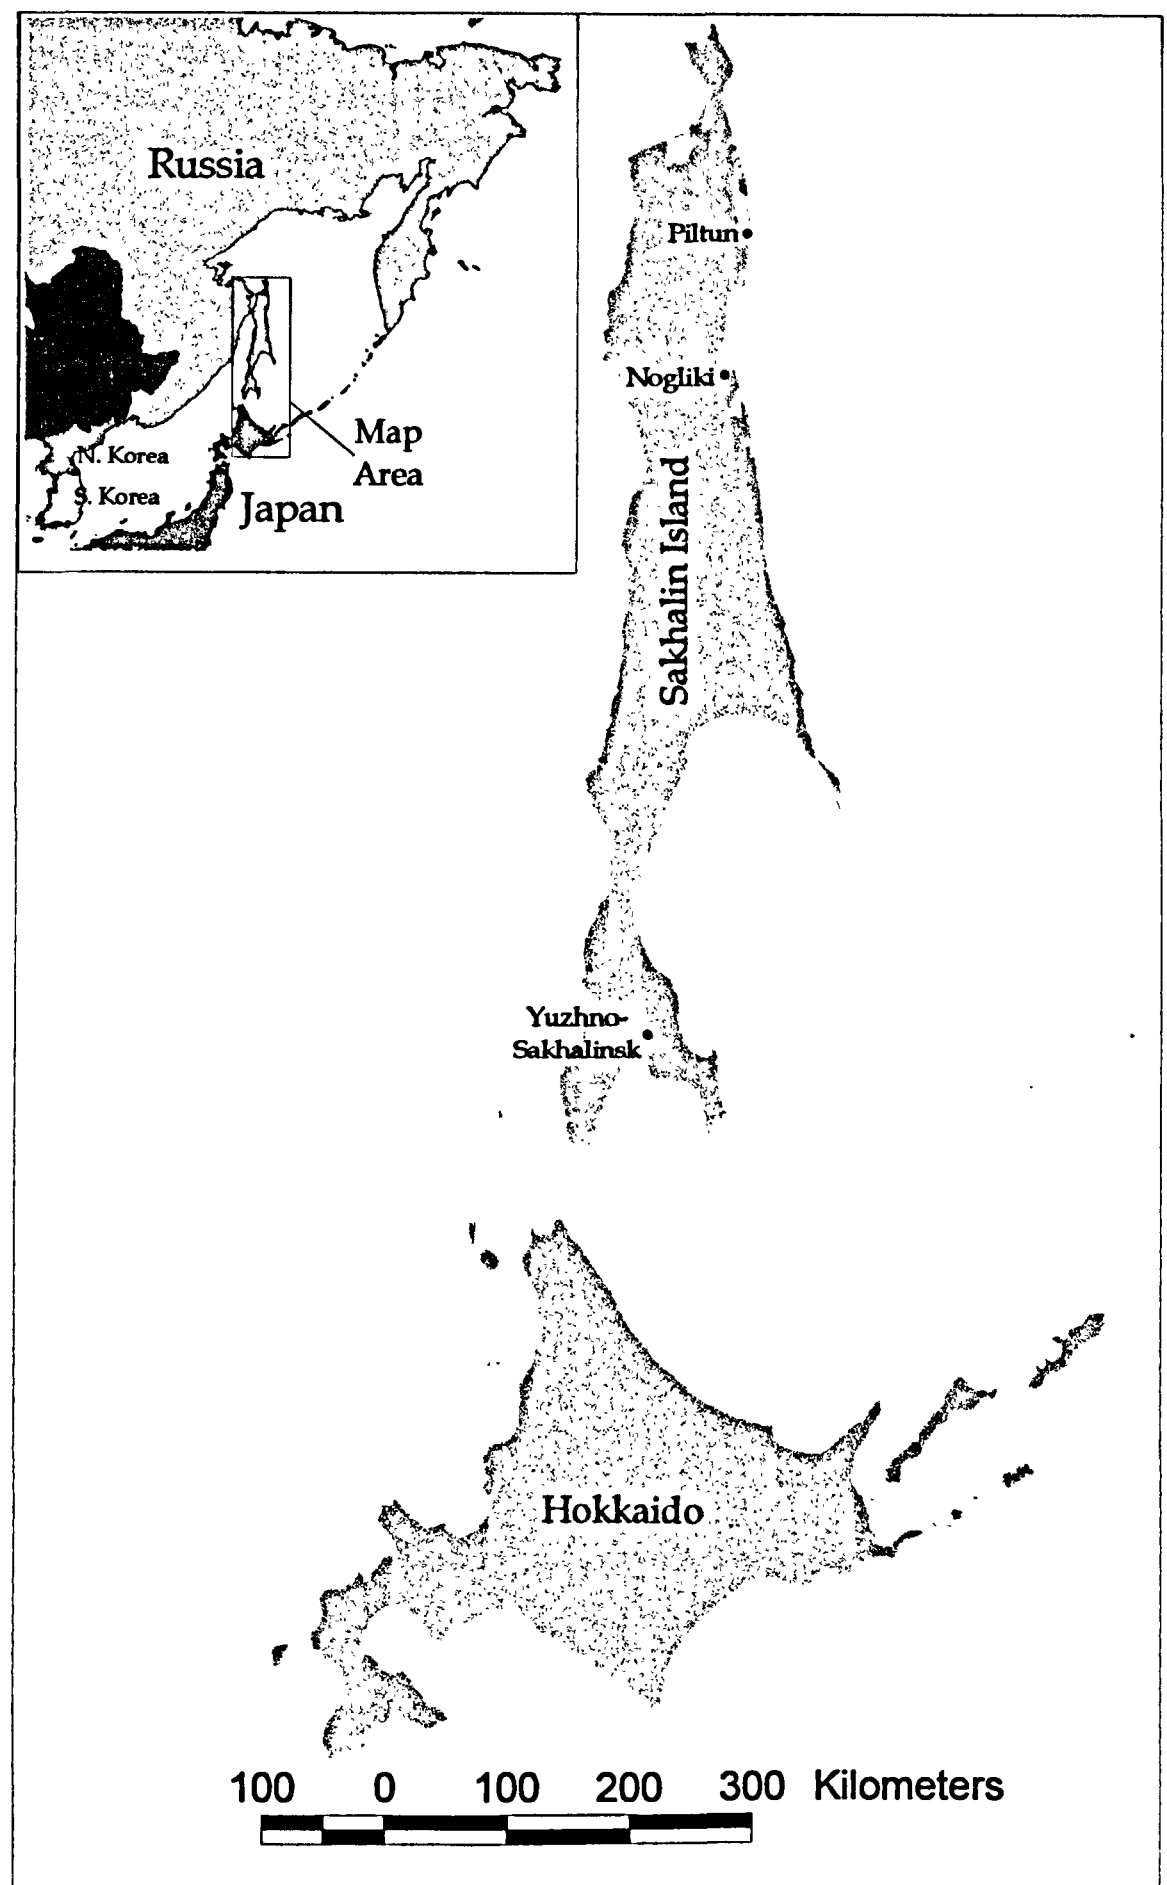 Russia
Map
Area
N. Korea
S. Korea
Japan
Piltun
Nogliki
Sakhalin Island
Yuzhno-
Sakhalinsk
Hokkaido
100 0 100 200 300 Kilometers